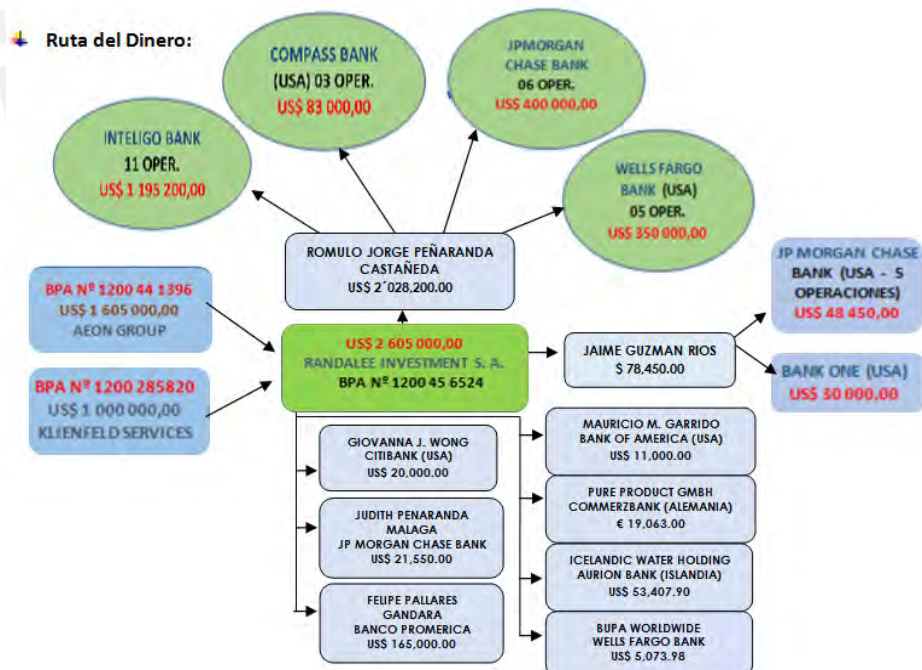 Ruta del Dinero:
COMPASS BANK
(USA) 03 OPER.
US$ 83 000,00
JPMORGAN
CHASE BANK
06 OPER.
US$ 400 000,00
INTELIGO BANK
11 OPER.
US$ 1 195 200,00
WELLS FARGO
BANK (USA)
05 OPER.
US$ 350 000,00
ROMULO JORGE PEÑARANDA
CASTAÑEDA
US$ 2´028,200.00
BPA Nº 1200 44 1396
US$ 1 605 000,00
AEON GROUP
US$ 2 605 000,00
RANDALEE INVESTMENT S. A.
BPA Nº 1200 45 6524
JAIME GUZMAN RIOS
$ 78,450.00
JP MORGAN CHASE
BANK (USA - 5
OPERACIONES)
US$ 48 450,00
BPA Nº 1200 285820
US$ 1 000 000,00
KLIENFELD SERVICES
BANK ONE (USA)
US$ 30 000,00
GIOVANNA J. WONG
CITIBANK (USA)
US$ 20,000.00
JUDITH PENARANDA
MALAGA
JP MORGAN CHASE BANK
US$ 21,550.00
FELIPE PALLARES
GANDARA
BANCO PROMERICA
US$ 165,000.00
MAURICIO M. GARRIDO
BANK OF AMERICA (USA)
US$ 11,000.00
PURE PRODUCT GMBH
COMMERZBANK (ALEMANIA)
€ 19,063.00
ICELANDIC WATER HOLDING
AURION BANK (ISLANDIA)
US$ 53,407.90
BUPA WORLDWIDE
WELLS FARGO BANK
US$ 5,073.98